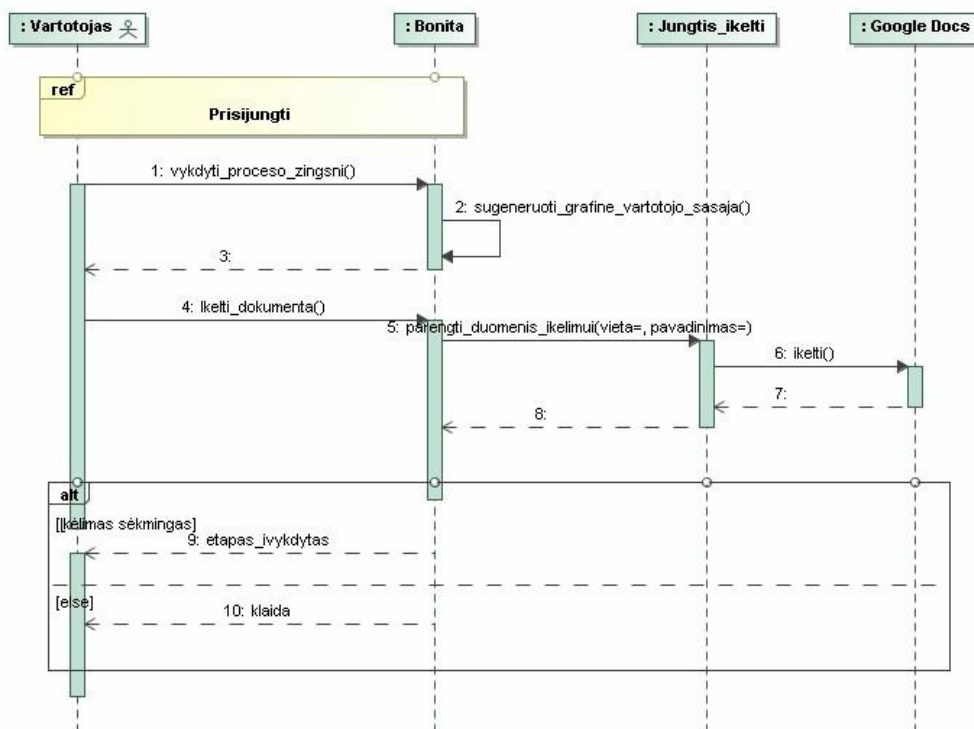 : Vartotojas
: Bonita
: Jungtis_ikelti
: Google Docs
ref
Prisijungti
1: vykdyti_proceso_zingsni()
2: sugeneruoti_grafine_vartotojo_sasaja()
3:
4: Ikelti_dokumenta()
5: parengti_duomenis_ikelimui(vieta=, pavadinimas=)
6: ikelti()
7:
8:
alt
[Įkėlimas sėkmingas]
9: etapas_ivykdytas
[else]
10: klaida